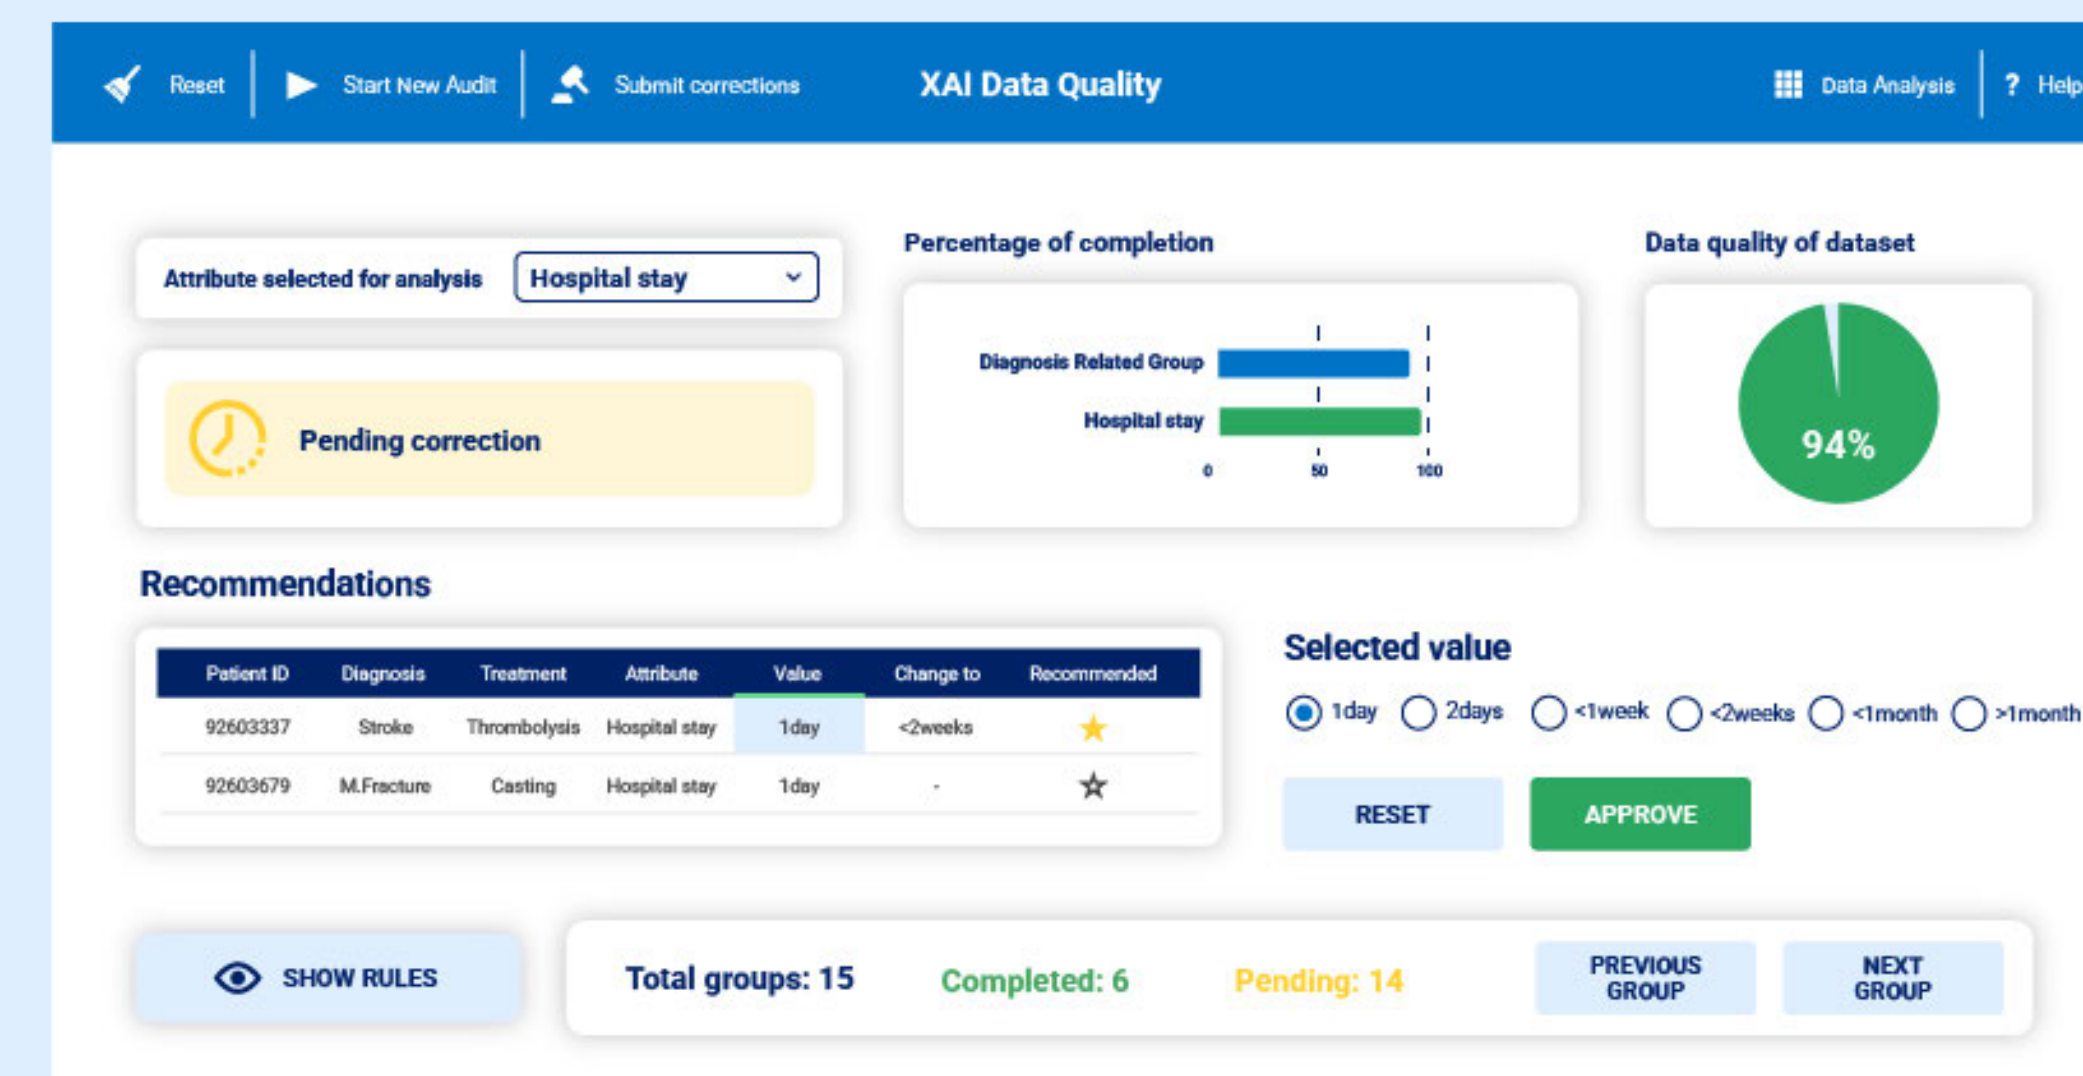 Reset
Start New Audit
Submit corrections
XAI Data Quality
Data Analysis
? Help
Attribute selected for analysis
Hospital stay
Pending correction
Percentage of completion
Diagnosis Related Group
Hospital stay
0 50 100
Data quality of dataset
94%
Recommendations
Patient ID Diagnosis Treatment Attribute Value Change to Recommended
92603337 Stroke Thrombolysis Hospital stay 1day <2weeks
92603679 M.Fracture Casting Hospital stay 1day -
Selected value
1day 2days <1week <2weeks <1month >1month
RESET
APPROVE
SHOW RULES
Total groups: 15
Completed: 6
Pending: 14
PREVIOUS
GROUP
NEXT
GROUP